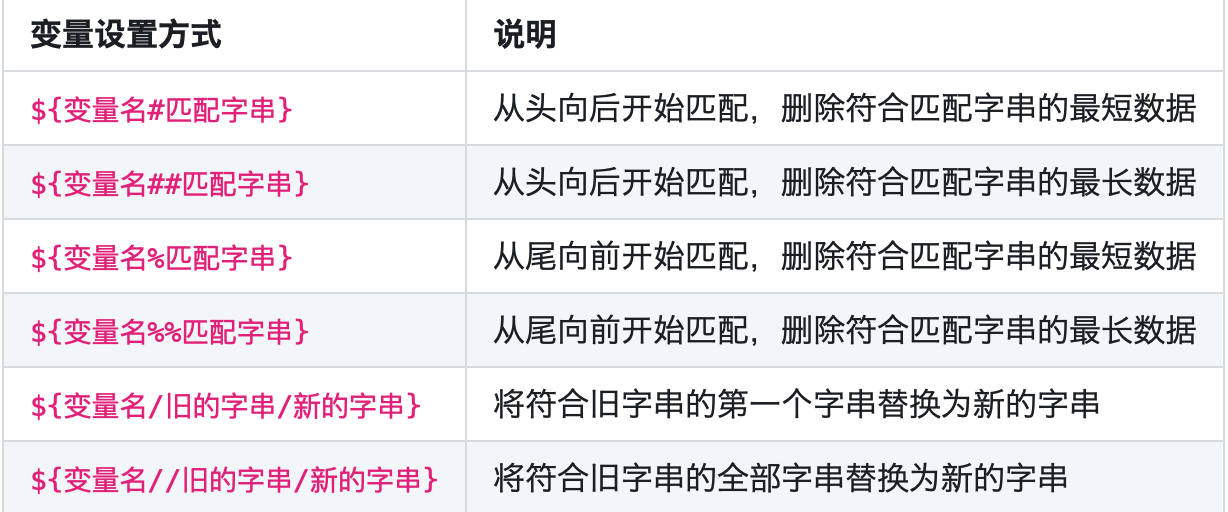 变量设置方式 说明
${变量名#匹配字串} 从头向后开始匹配，删除符合匹配字串的最短数据
${变量名##匹配字串} 从头向后开始匹配，删除符合匹配字串的最长数据
${变量名%匹配字串} 从尾向前开始匹配，删除符合匹配字串的最短数据
${变量名%%匹配字串} 从尾向前开始匹配，删除符合匹配字串的最长数据
${变量名/旧的字串/新的字串} 将符合旧字串的第一个字串替换为新的字串
${变量名//旧的字串/新的字串} 将符合旧字串的全部字串替换为新的字串